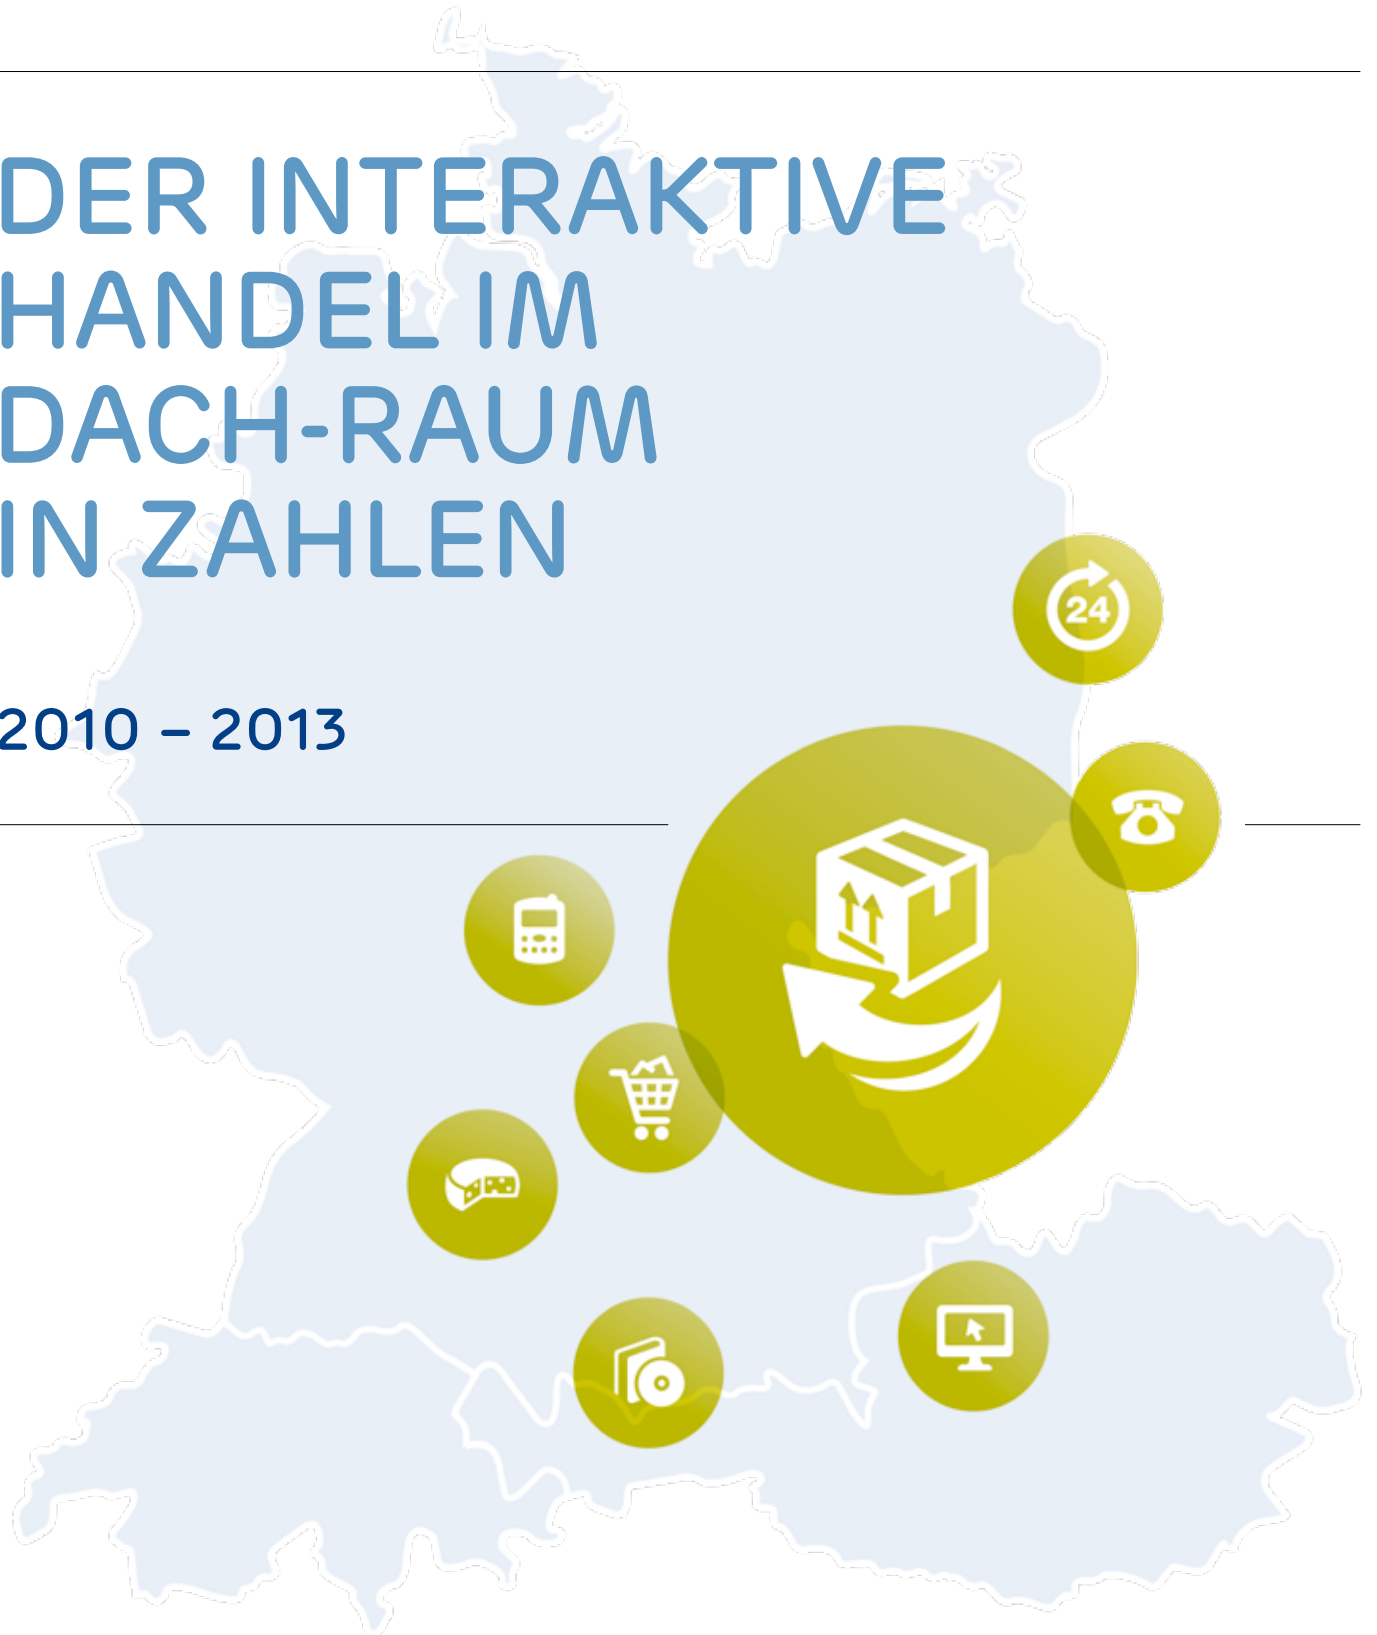 DER INTERAKTIVE
HANDEL IM
DACH-RAUM
IN ZAHLEN
2010 – 2013
24